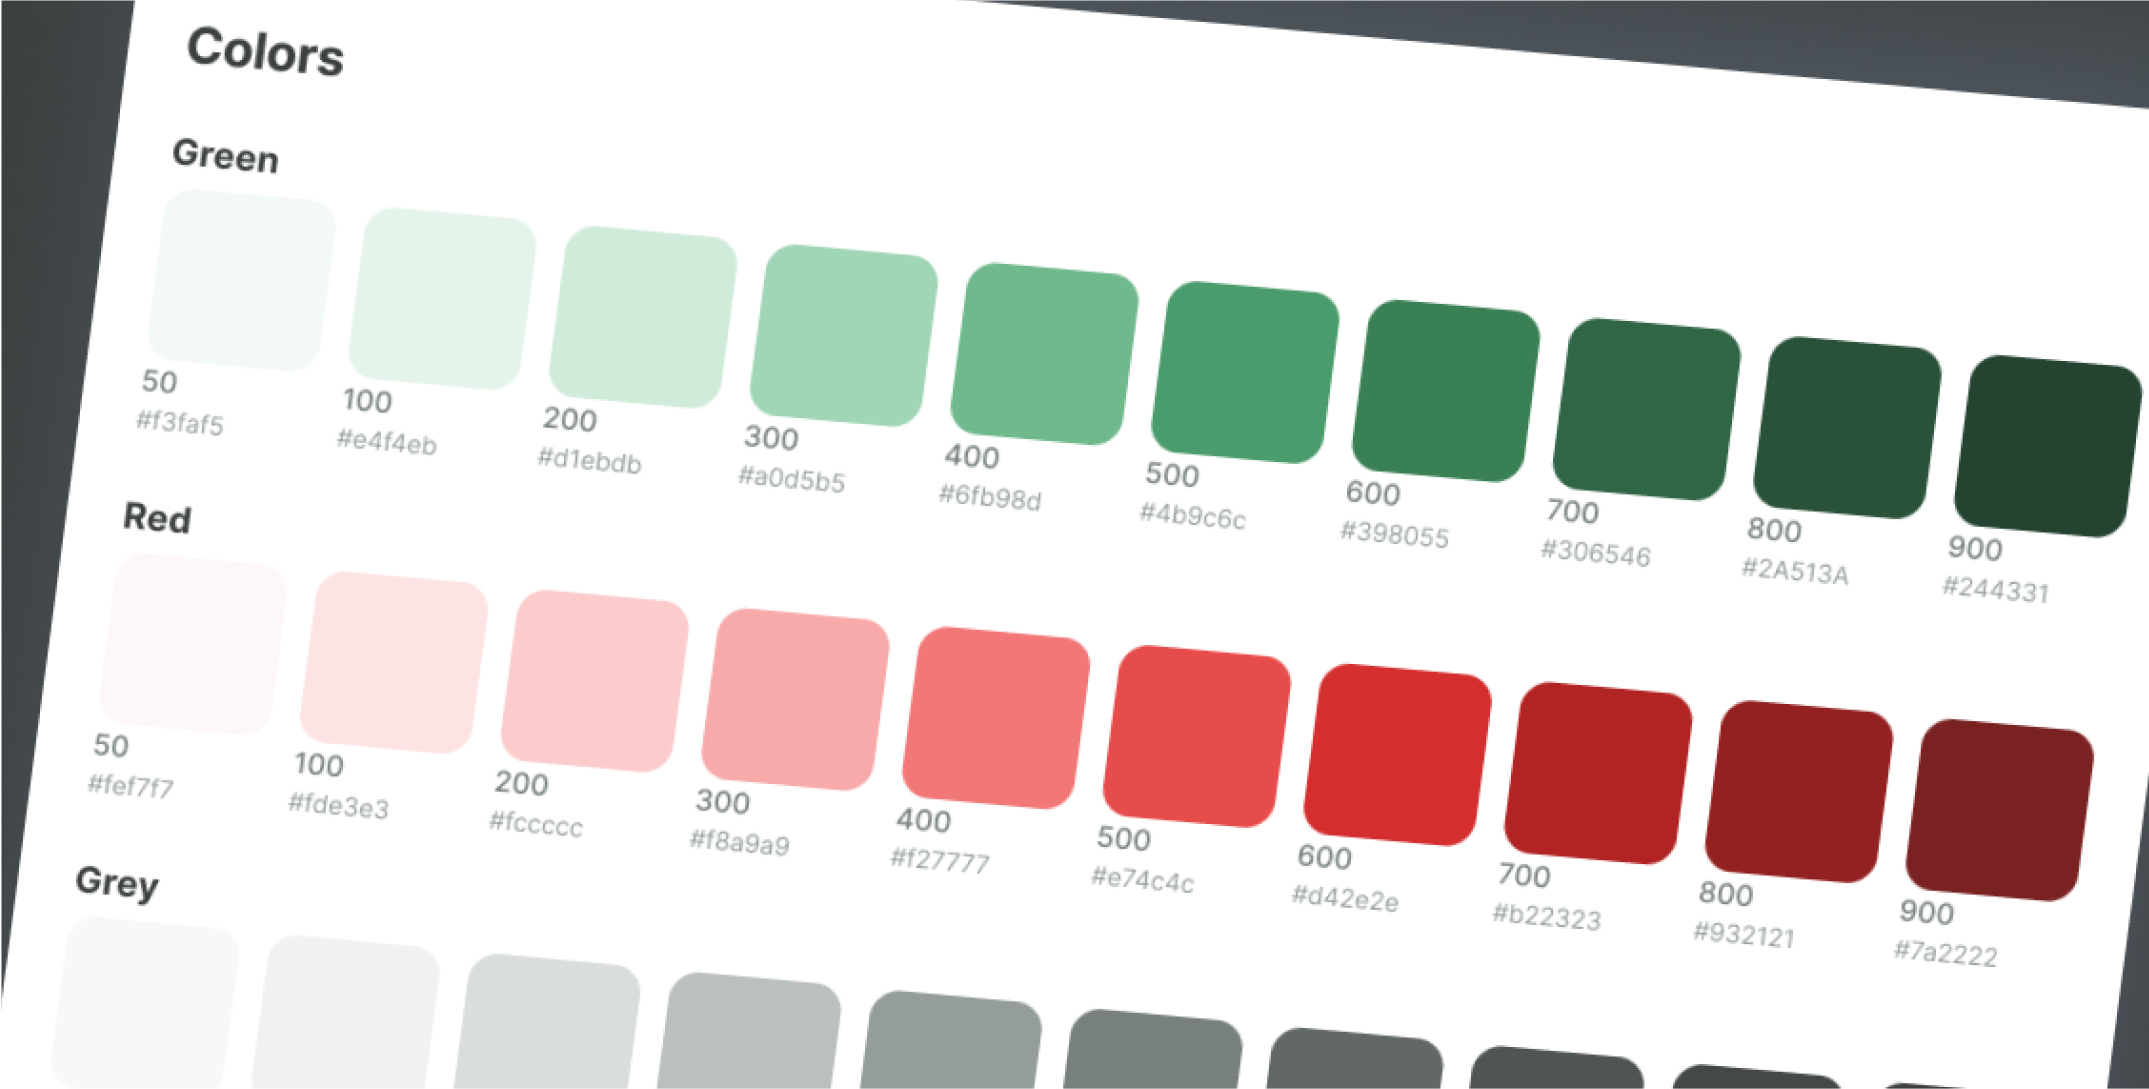 Colors
Green
50 100 200 300 400 500 600 700 800 900
#f3faf5 #e4f4eb #d1ebdb #a0d5b5 #6fb98d #4b9c6c #398055 #306546 #2A513A #244331
Red
50 100 200 300 400 500 600 700 800 900
#fef7f7 #fde3e3 #fccccc #f8a9a9 #f27777 #e74c4c #d42e2e #b22323 #932121 #7a2222
Grey